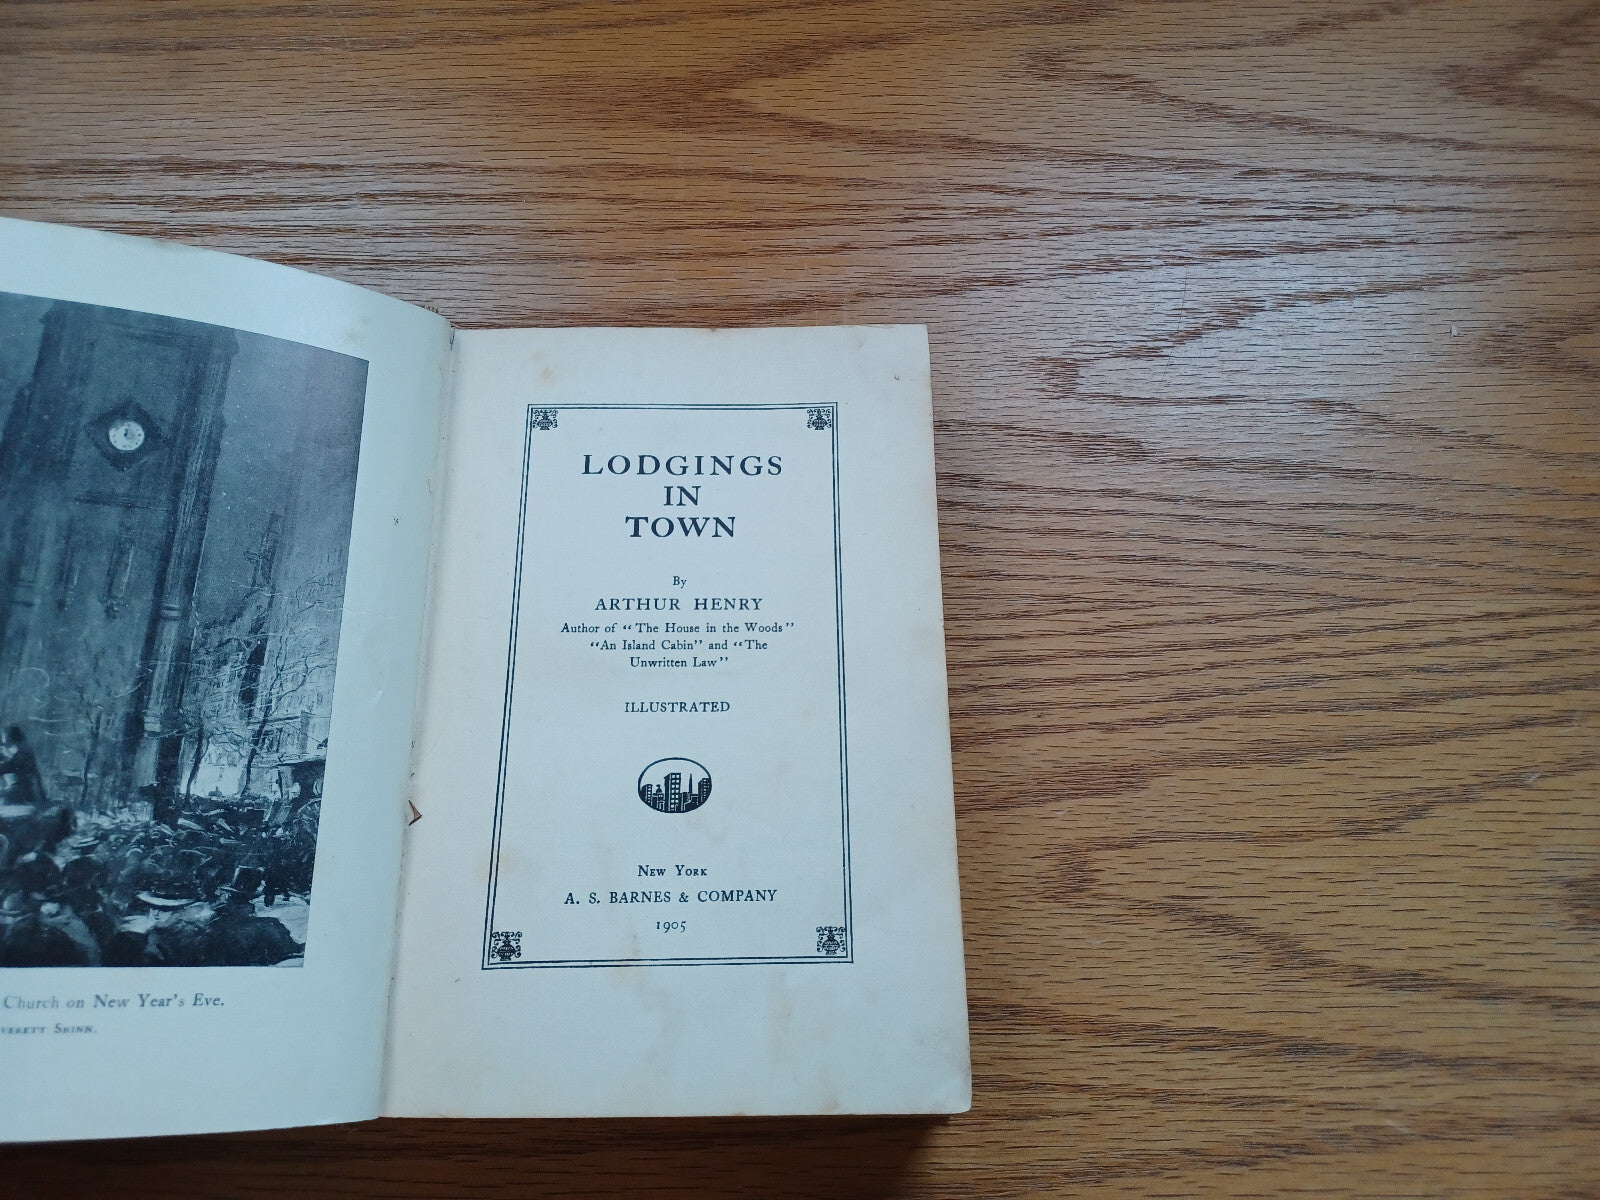 Church on New Year's Eve.
Shinn.
LODGINGS
IN
TOWN
By
ARTHUR HENRY
Author of "The House in the Woods"
"An Island Cabin" and "The
Unwritten Law"
ILLUSTRATED
New York
A. S. BARNES & COMPANY
1905